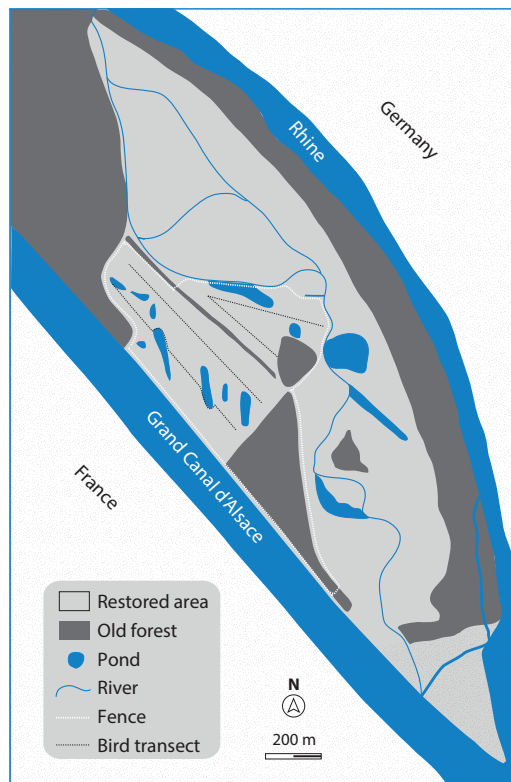 Germany
Rhine
Grand Canal d'Alsace
France
Restored area
Old forest
Pond
River
Fence
Bird transect
N
200 m